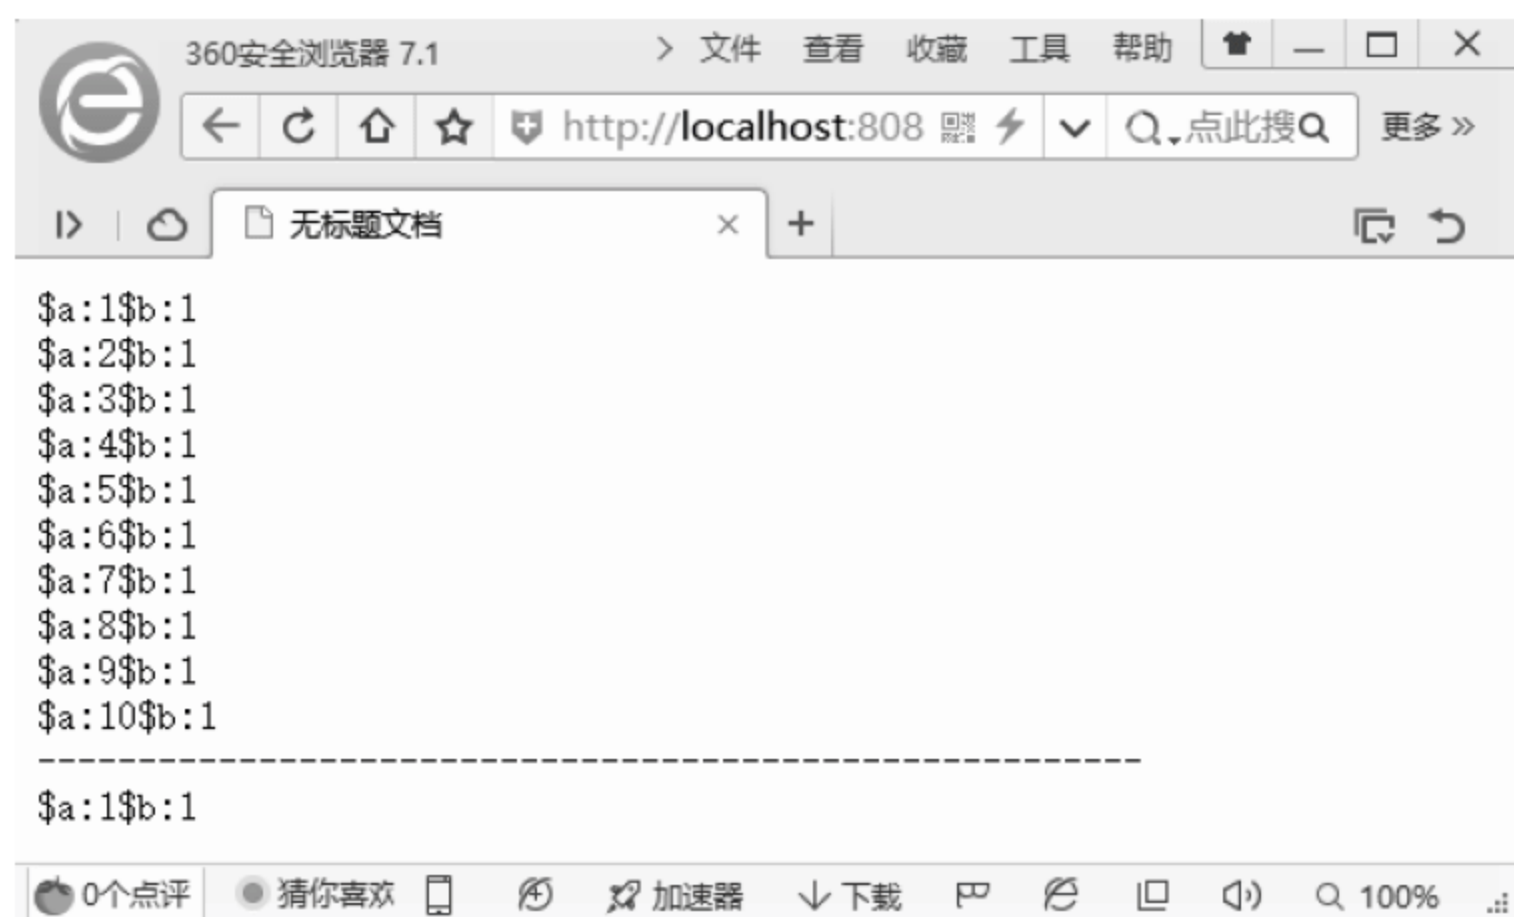 360安全浏览器 7.1 > 文件 查看 收藏 工具 帮助
http://localhost:808 点此搜 更多 »
无标题文档
$a:1$b:1
$a:2$b:1
$a:3$b:1
$a:4$b:1
$a:5$b:1
$a:6$b:1
$a:7$b:1
$a:8$b:1
$a:9$b:1
$a:10$b:1
-------------------------------------------------------
$a:1$b:1
0个点评 猜你喜欢 加速器 下载 100%